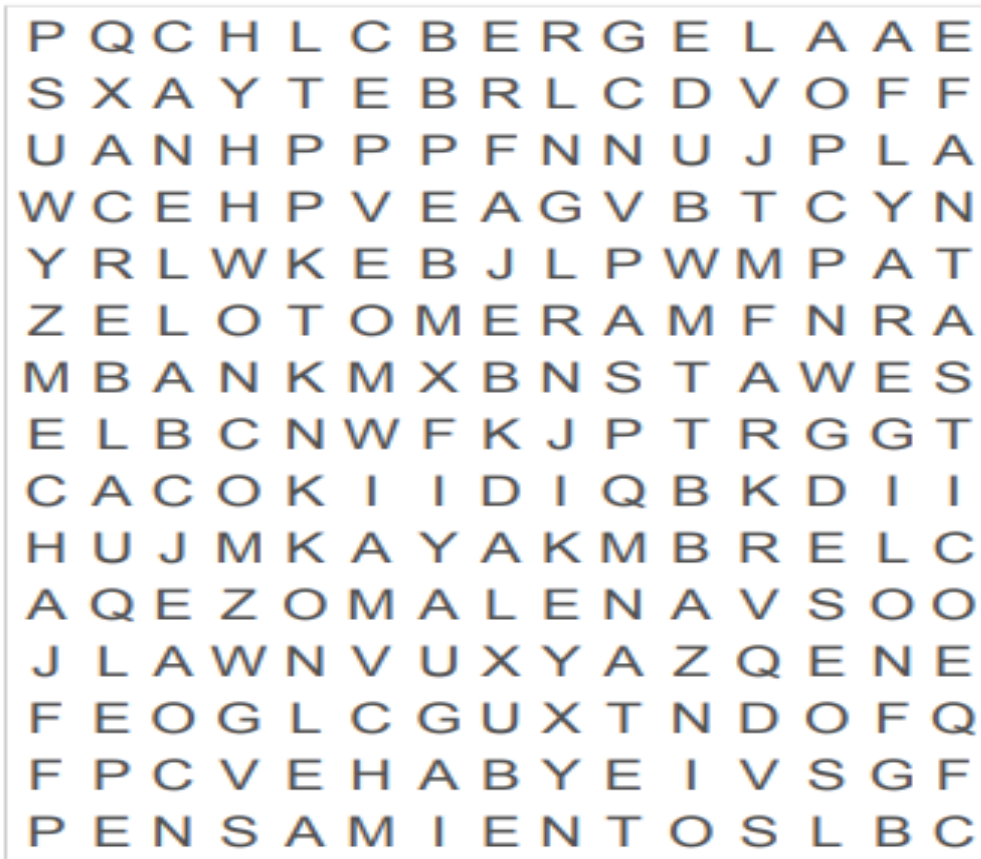 P Q C H L C B E R G E L A A E
S X A Y T E B R L C D V O F F
U A N H P P P F N N U J P L A
W C E H P V E A G V B T C Y N
Y R L W K E B J L P W M P A T
Z E L O T O M E R A M F N R A
M B A N K M X B N S T A W E S
E L B C N W F K J P T R G G T
C A C O K I I D I Q B K D I I
H U J M K A Y A K M B R E L C
A Q E Z O M A L E N A V S O O
J L A W N V U X Y A Z Q E N E
F E O G L C G U X T N D O F Q
F P C V E H A B Y E I V S G F
P E N S A M I E N T O S L B C